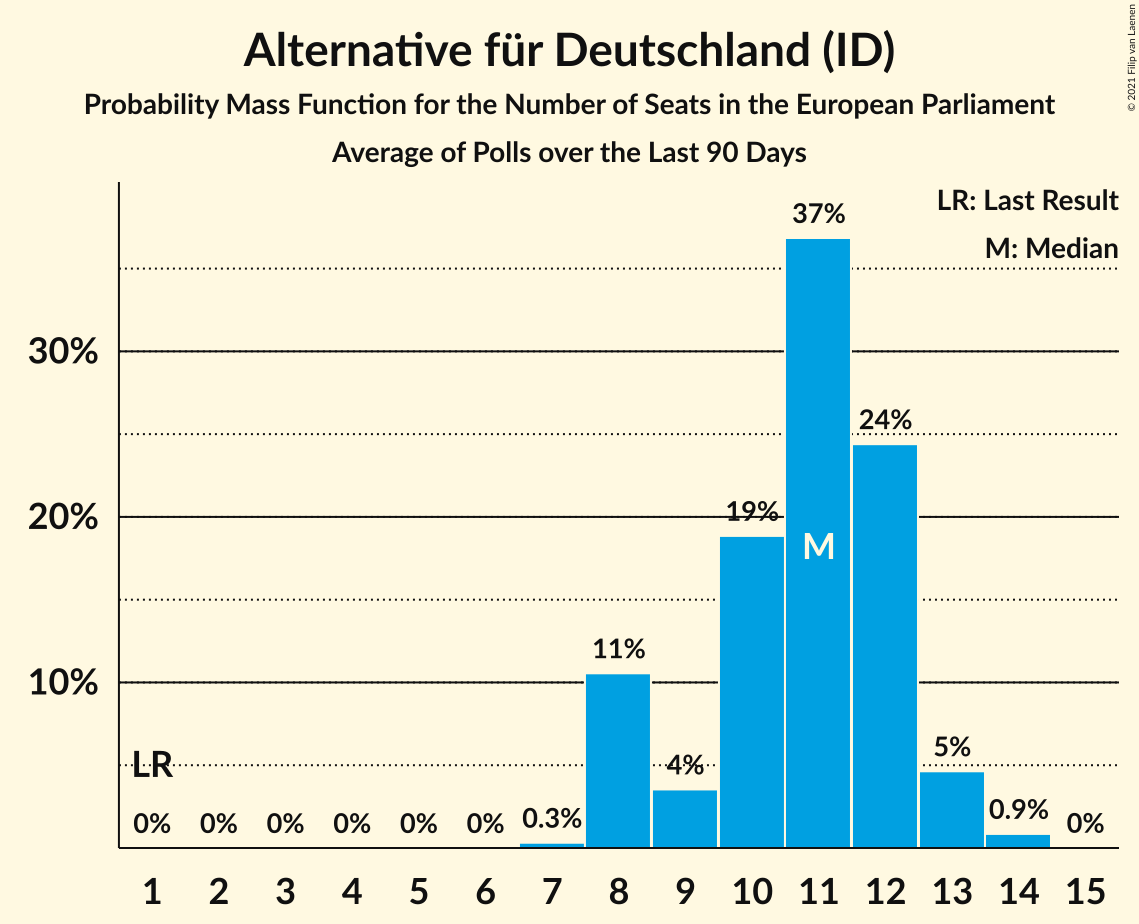 Alternative für Deutschland (ID)
Probability Mass Function for the Number of Seats in the European Parliament
Average of Polls over the Last 90 Days
© 2021 Filip van Laenen
LR: Last Result
M: Median
37%
30%
24%
20%
19%
M
11%
10%
LR
4%
5%
0% 0% 0% 0% 0% 0% 0.3% 0.9% 0%
1 2 3 4 5 6 7 8 9 10 11 12 13 14 15